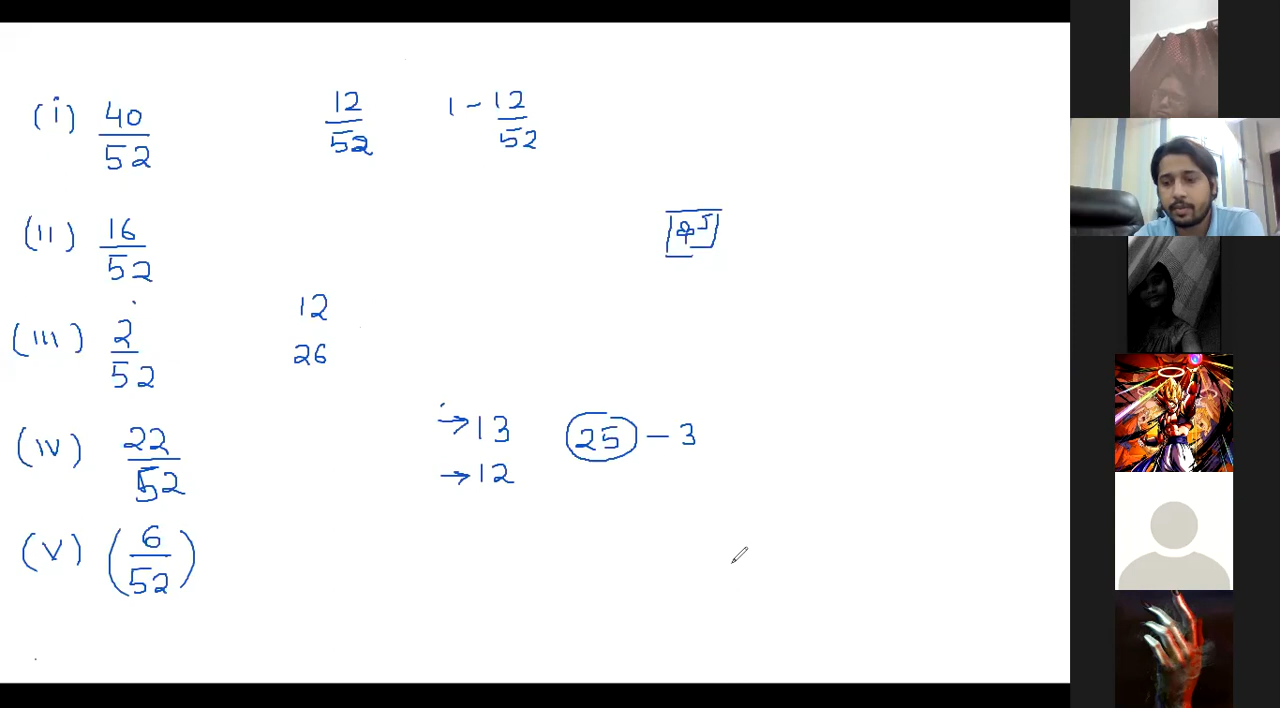 (i) 40/52 12/52 1 - 12/52
(ii) 16/52 J
(iii) 2/52 12
26
(iv) 22/52 → 13 25 - 3
→ 12
(v) (6/52)